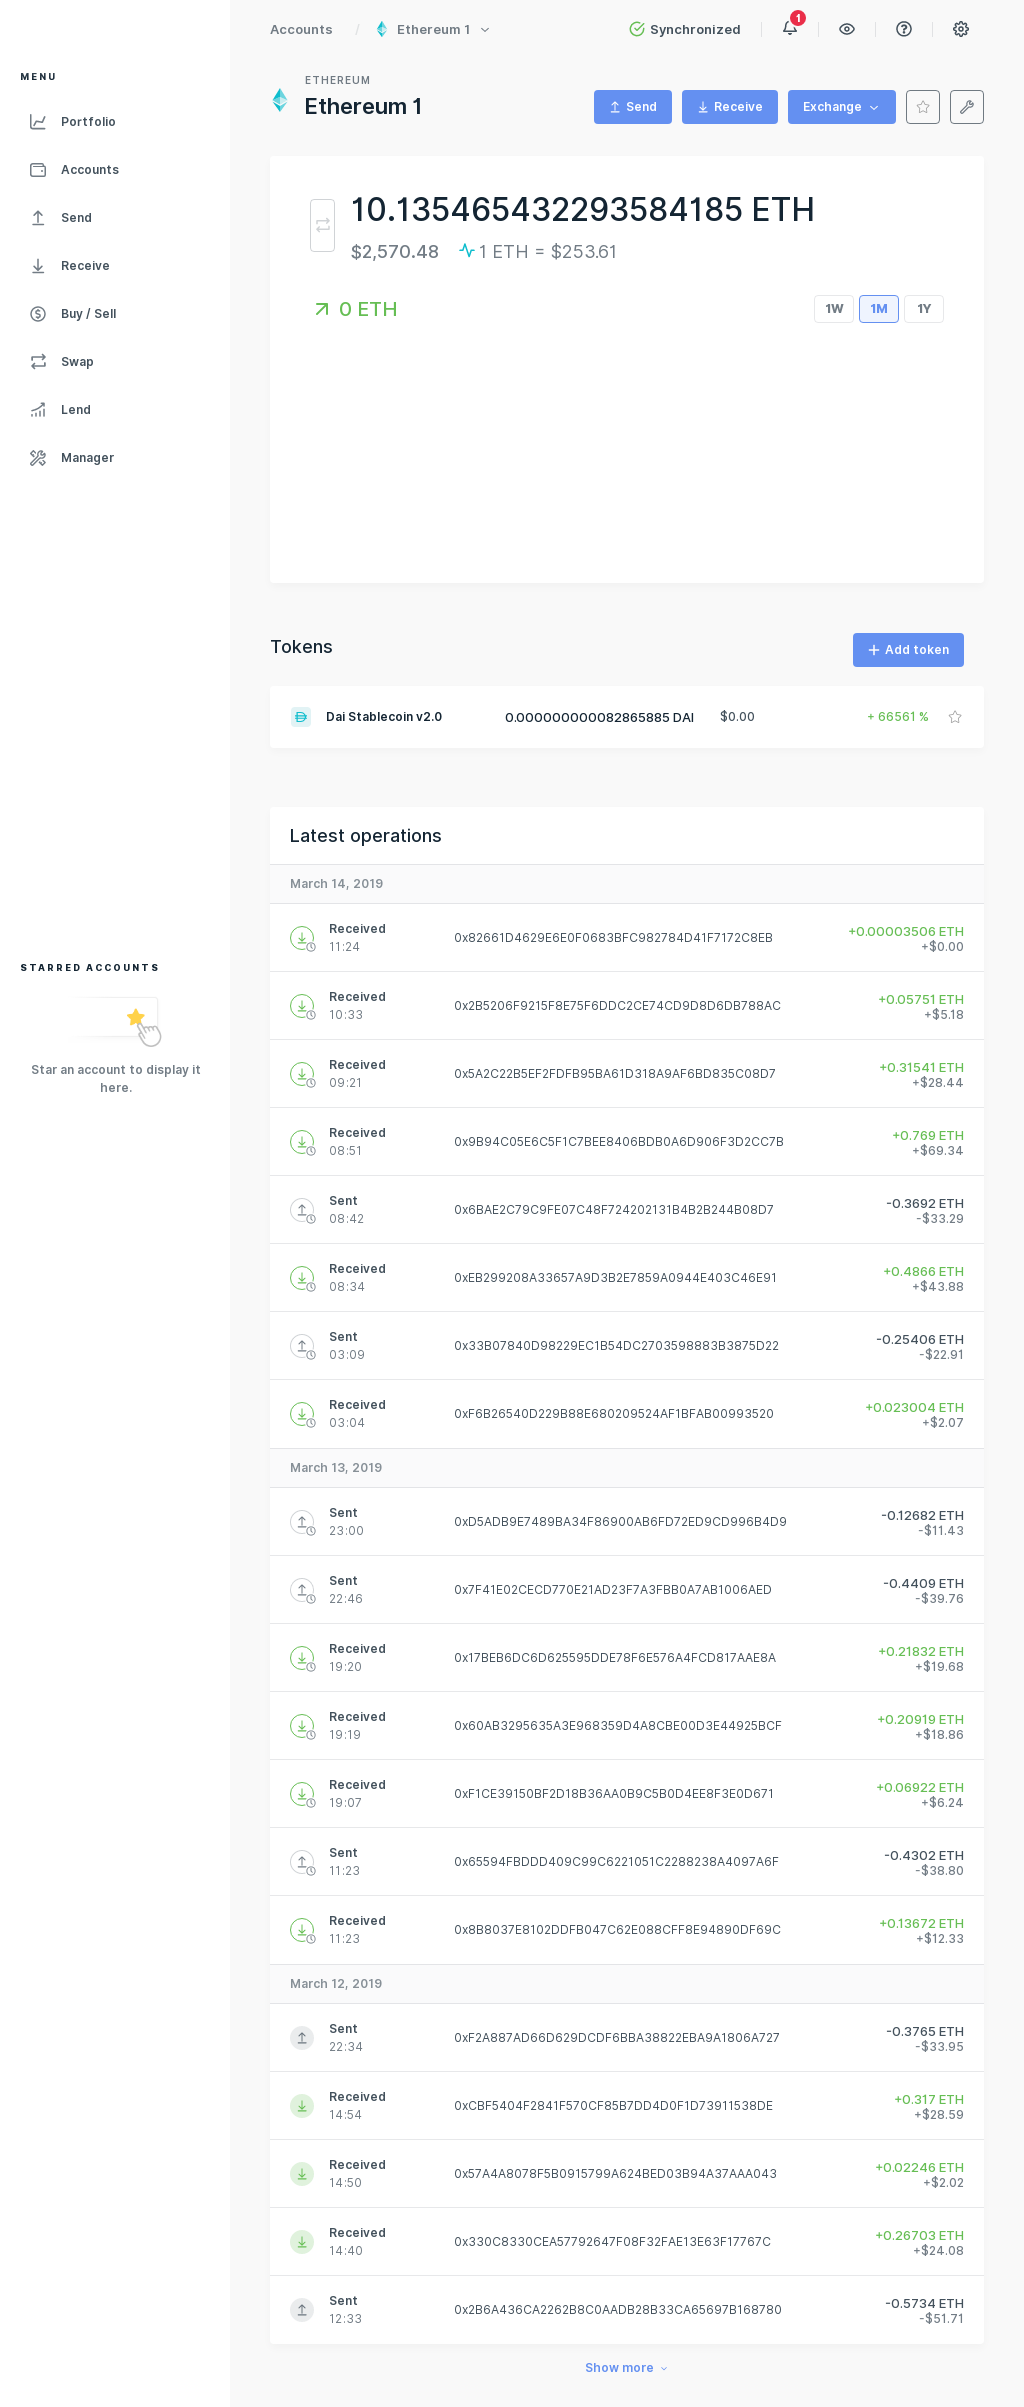 Accounts / Ethereum 1
Synchronized
1
MENU
Portfolio
Accounts
Send
Receive
Buy / Sell
Swap
Lend
Manager
STARRED ACCOUNTS
Star an account to display it
here.
ETHEREUM
Ethereum 1
Send
Receive
Exchange
10.135465432293584185 ETH
$2,570.48 1 ETH = $253.61
0 ETH
1W 1M 1Y
Tokens
Add token
Dai Stablecoin v2.0 0.000000000082865885 DAI $0.00 + 66561 %
Latest operations
March 14, 2019
Received 0x82661D4629E6E0F0683BFC982784D41F7172C8EB +0.00003506 ETH
11:24 +$0.00
Received 0x2B5206F9215F8E75F6DDC2CE74CD9D8D6DB788AC +0.05751 ETH
10:33 +$5.18
Received 0x5A2C22B5EF2FDFB95BA61D318A9AF6BD835C08D7 +0.31541 ETH
09:21 +$28.44
Received 0x9B94C05E6C5F1C7BEE8406BDB0A6D906F3D2CC7B +0.769 ETH
08:51 +$69.34
Sent 0x6BAE2C79C9FE07C48F724202131B4B2B244B08D7 -0.3692 ETH
08:42 -$33.29
Received 0xEB299208A33657A9D3B2E7859A0944E403C46E91 +0.4866 ETH
08:34 +$43.88
Sent 0x33B07840D98229EC1B54DC2703598883B3875D22 -0.25406 ETH
03:09 -$22.91
Received 0xF6B26540D229B88E680209524AF1BFAB00993520 +0.023004 ETH
03:04 +$2.07
March 13, 2019
Sent 0xD5ADB9E7489BA34F86900AB6FD72ED9CD996B4D9 -0.12682 ETH
23:00 -$11.43
Sent 0x7F41E02CECD770E21AD23F7A3FBB0A7AB1006AED -0.4409 ETH
22:46 -$39.76
Received 0x17BEB6DC6D625595DDE78F6E576A4FCD817AAE8A +0.21832 ETH
19:20 +$19.68
Received 0x60AB3295635A3E968359D4A8CBE00D3E44925BCF +0.20919 ETH
19:19 +$18.86
Received 0xF1CE39150BF2D18B36AA0B9C5B0D4EE8F3E0D671 +0.06922 ETH
19:07 +$6.24
Sent 0x65594FBDDD409C99C6221051C2288238A4097A6F -0.4302 ETH
11:23 -$38.80
Received 0x8B8037E8102DDFB047C62E088CFF8E94890DF69C +0.13672 ETH
11:23 +$12.33
March 12, 2019
Sent 0xF2A887AD66D629DCDF6BBA38822EBA9A1806A727 -0.3765 ETH
22:34 -$33.95
Received 0xCBF5404F2841F570CF85B7DD4D0F1D73911538DE +0.317 ETH
14:54 +$28.59
Received 0x57A4A8078F5B0915799A624BED03B94A37AAA043 +0.02246 ETH
14:50 +$2.02
Received 0x330C8330CEA57792647F08F32FAE13E63F17767C +0.26703 ETH
14:40 +$24.08
Sent 0x2B6A436CA2262B8C0AADB28B33CA65697B168780 -0.5734 ETH
12:33 -$51.71
Show more